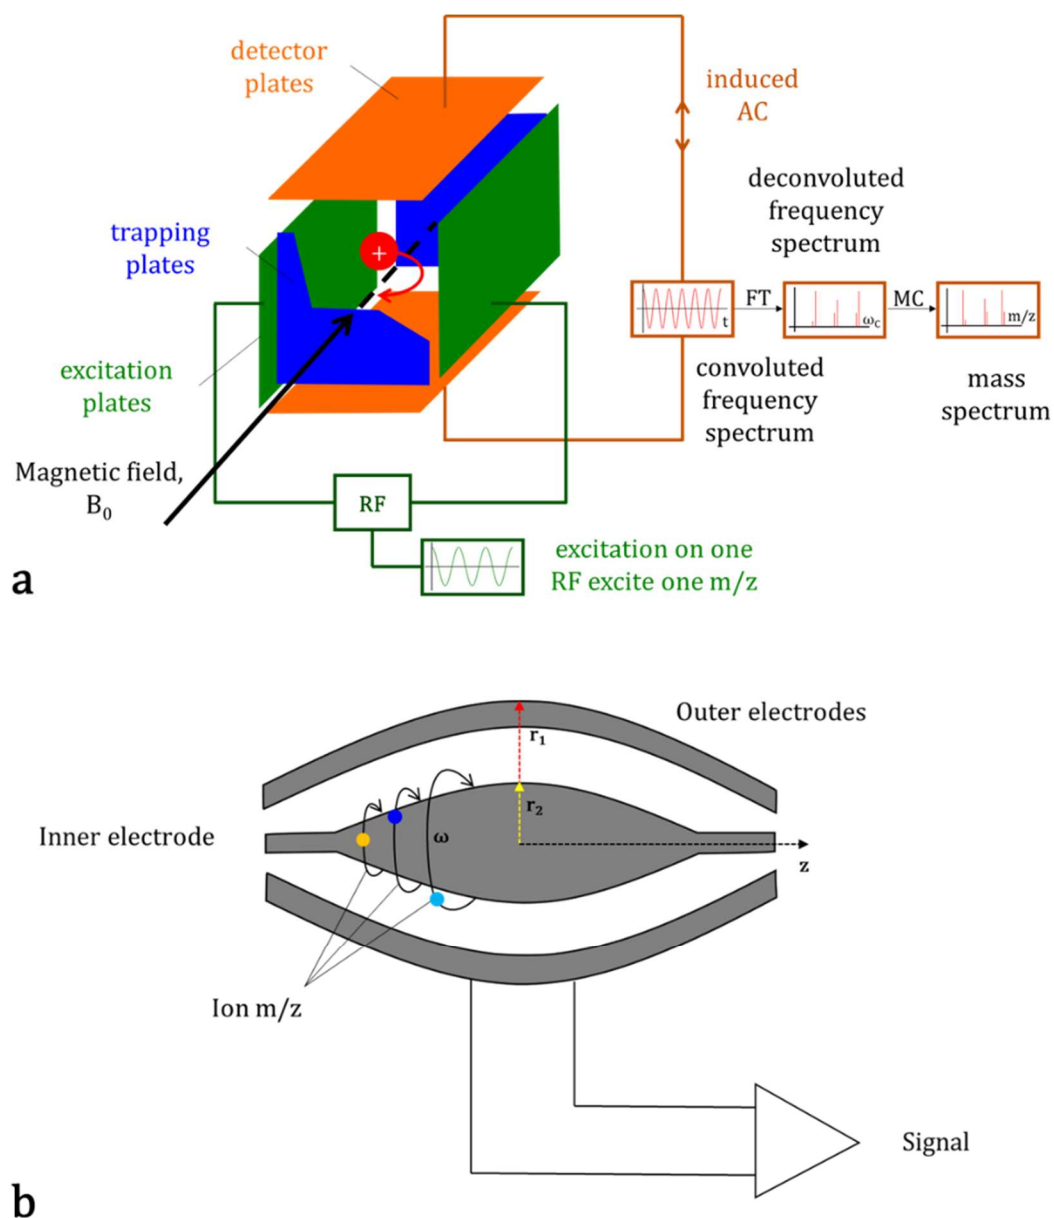 detector
plates
induced
AC
deconvoluted
frequency
spectrum
trapping
plates
+
t
FT
ω_C
MC
m/z
convoluted
frequency
spectrum
mass
spectrum
excitation
plates
Magnetic field,
B₀
RF
excitation on one
RF excite one m/z
a
Outer electrodes
r₁
r₂
Inner electrode
ω
z
Ion m/z
Signal
b